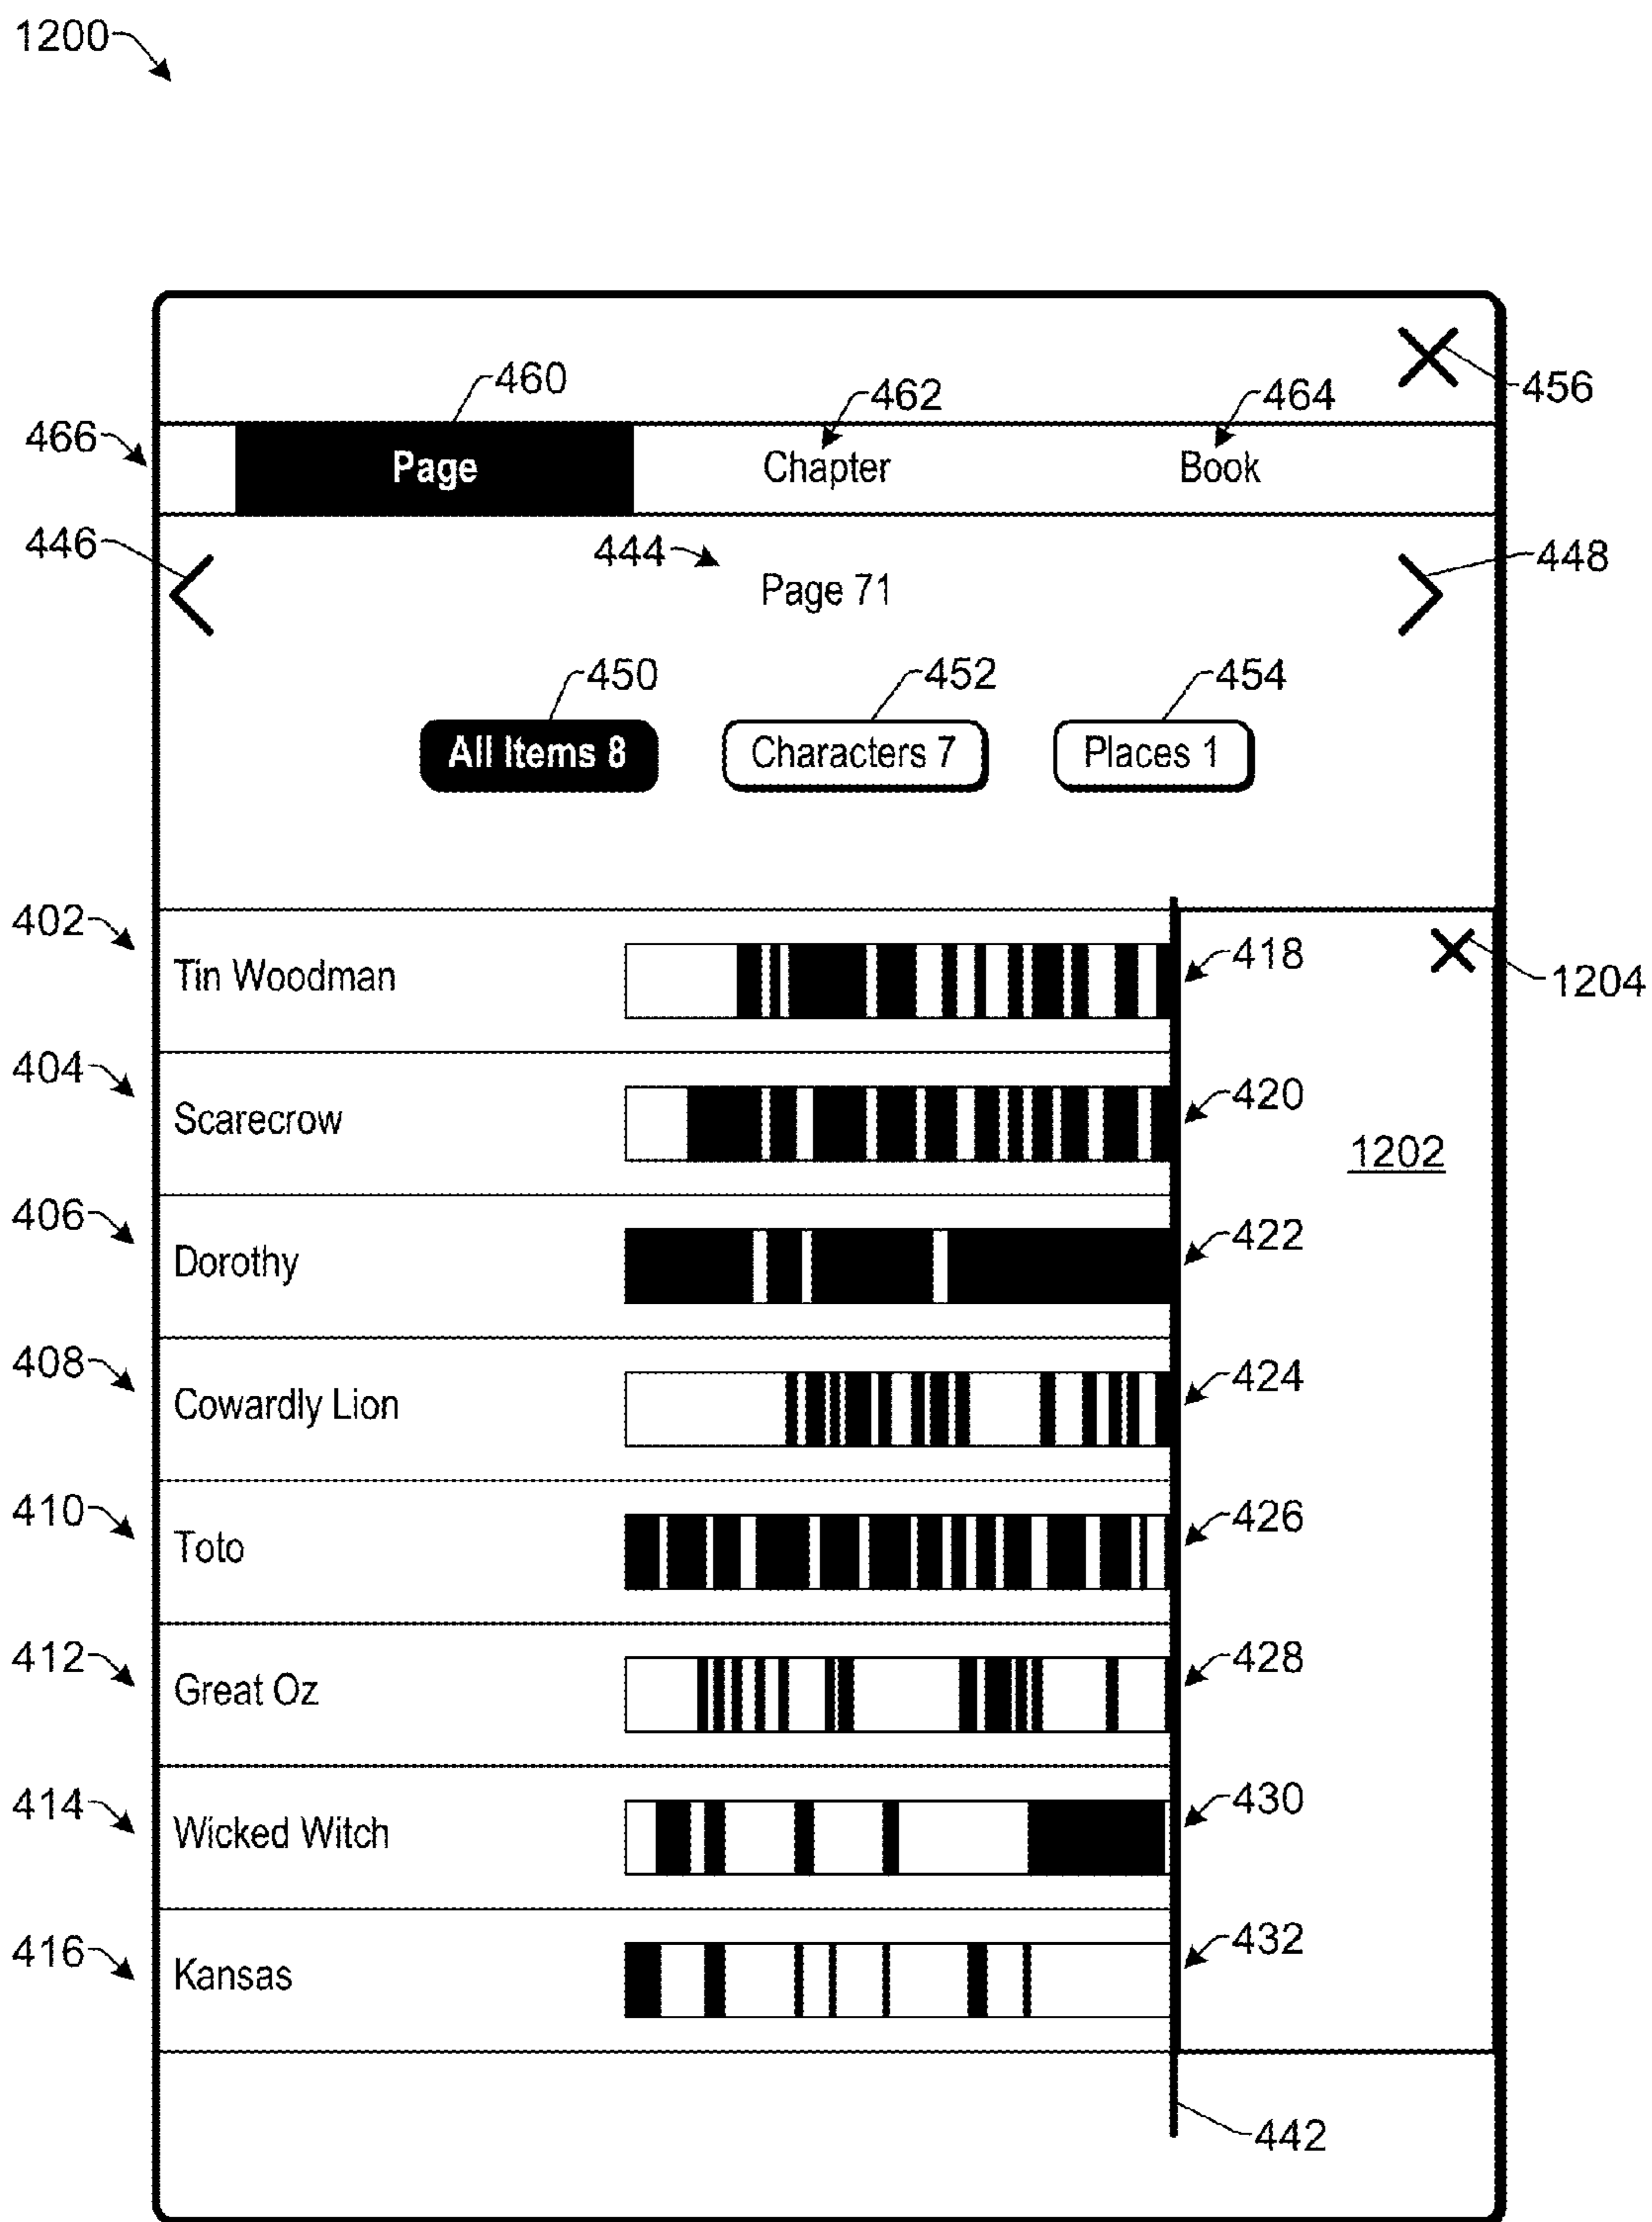 1200
456
460
462
464
466
Page Chapter Book
446
444
448
Page 71
450
452
454
All Items 8 Characters 7 Places 1
402
Tin Woodman
418
1204
404
Scarecrow
420
1202
406
Dorothy
422
408
Cowardly Lion
424
410
Toto
426
412
Great Oz
428
414
Wicked Witch
430
416
Kansas
432
442